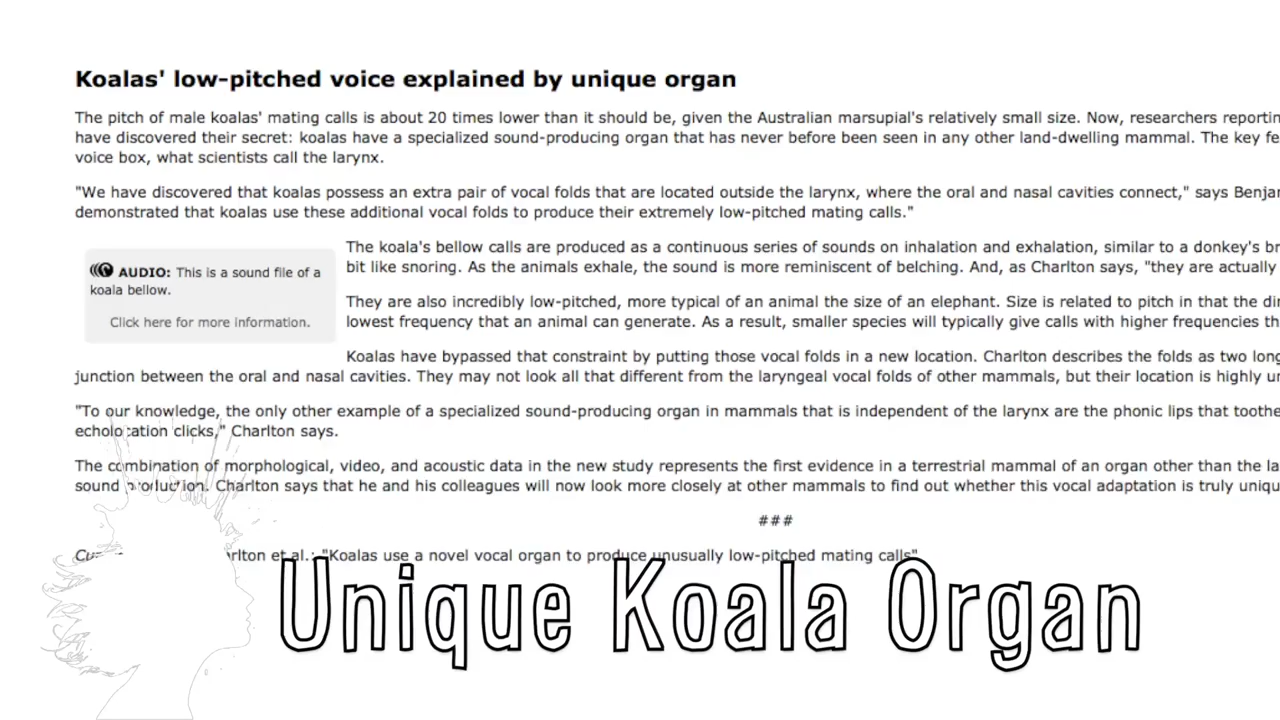 Koalas' low-pitched voice explained by unique organ
The pitch of male koalas' mating calls is about 20 times lower than it should be, given the Australian marsupial's relatively small size. Now, researchers reportin
have discovered their secret: koalas have a specialized sound-producing organ that has never before been seen in any other land-dwelling mammal. The key fe
voice box, what scientists call the larynx.
"We have discovered that koalas possess an extra pair of vocal folds that are located outside the larynx, where the oral and nasal cavities connect," says Benjan
demonstrated that koalas use these additional vocal folds to produce their extremely low-pitched mating calls."
The koala's bellow calls are produced as a continuous series of sounds on inhalation and exhalation, similar to a donkey's br
bit like snoring. As the animals exhale, the sound is more reminiscent of belching. And, as Charlton says, "they are actually
AUDIO: This is a sound file of a
koala bellow.
Click here for more information.
They are also incredibly low-pitched, more typical of an animal the size of an elephant. Size is related to pitch in that the di
lowest frequency that an animal can generate. As a result, smaller species will typically give calls with higher frequencies th
Koalas have bypassed that constraint by putting those vocal folds in a new location. Charlton describes the folds as two long
junction between the oral and nasal cavities. They may not look all that different from the laryngeal vocal folds of other mammals, but their location is highly u
"To our knowledge, the only other example of a specialized sound-producing organ in mammals that is independent of the larynx are the phonic lips that toothe
echolocation clicks," Charlton says.
The combination of morphological, video, and acoustic data in the new study represents the first evidence in a terrestrial mammal of an organ other than the la
sound production. Charlton says that he and his colleagues will now look more closely at other mammals to find out whether this vocal adaptation is truly uniqu
###
rlton et al.: "Koalas use a novel vocal organ to produce unusually low-pitched mating calls"
Unique Koala Organ